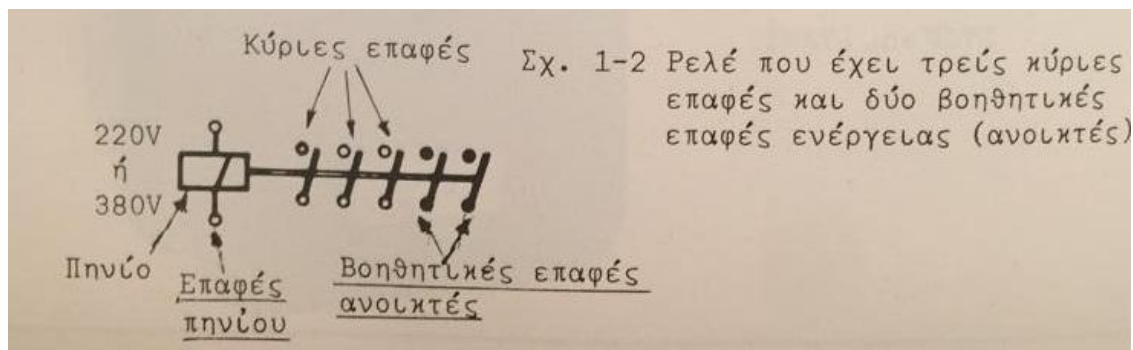 Κύριες επαφές
Σχ. 1-2 Ρελέ που έχει τρείς κύριες
επαφές και δύο βοηθητικές
επαφές ενέργειας (ανοικτές)
220V
ή
380V
Πηνίο
Επαφές
πηνίου
Βοηθητικές επαφές
ανοικτές